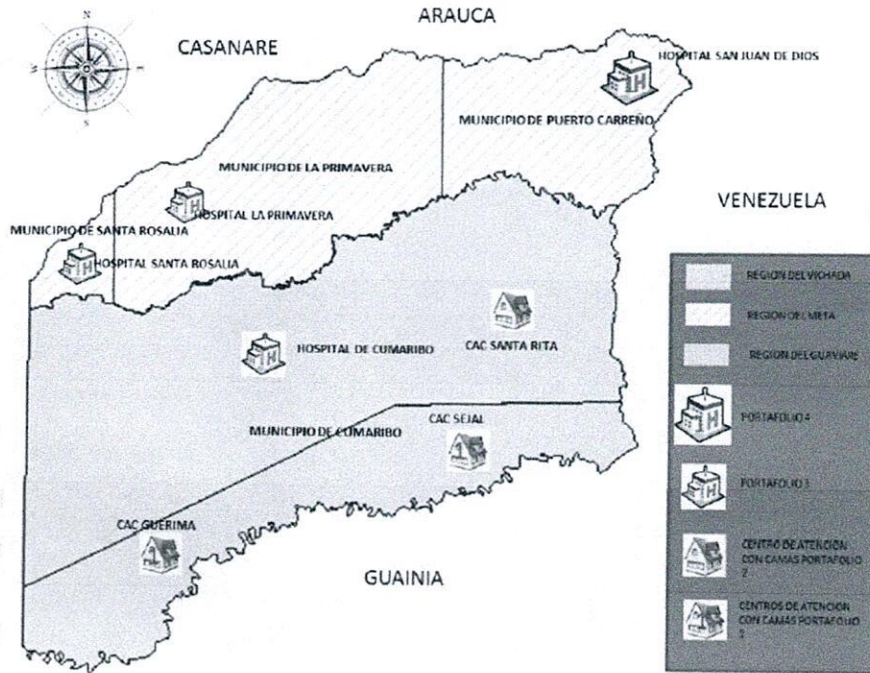 ARAUCA
CASANARE
N
HOSPITAL SAN JUAN DE DIOS
MUNICIPIO DE PUERTO CARREÑO
MUNICIPIO DE LA PRIMAVERA
VENEZUELA
HOSPITAL LA PRIMAVERA
MUNICIPIO DE SANTA ROSALIA
HOSPITAL SANTA ROSALIA
REGION DEL VICHADA
REGION DEL META
HOSPITAL DE CUMARIBO
CAC SANTA RITA
REGION DEL GUAVIARE
CAC SEJAL
PORTAFOLIO 4
MUNICIPIO DE CUMARIBO
PORTAFOLIO 3
CAC GUERIMA
CENTRO DE ATENCION
CON CAMAS PORTAFOLIO
2
GUAINIA
CENTROS DE ATENCION
CON CAMAS PORTAFOLIO